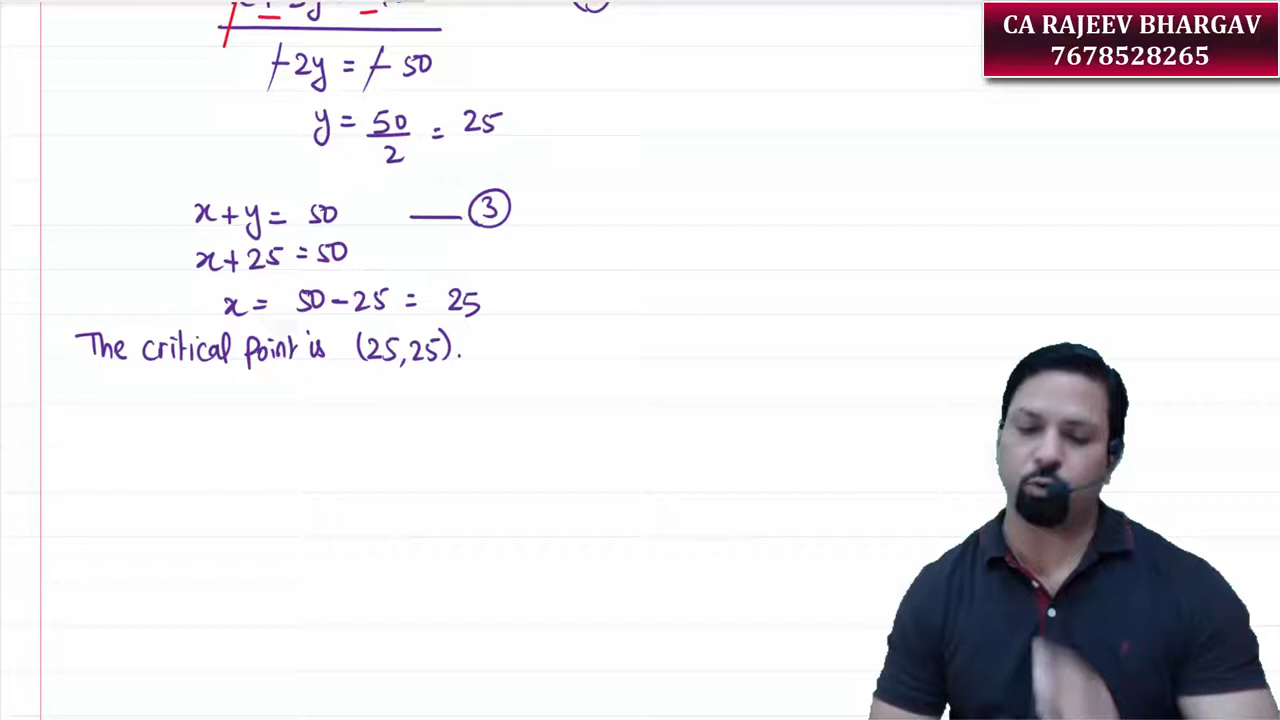 CA RAJEEV BHARGAV
7678528265
-2y = -50
y = 50/2 = 25
x+y= 50 —— ③
x+25 =50
x= 50-25 = 25
The critical point is (25,25).